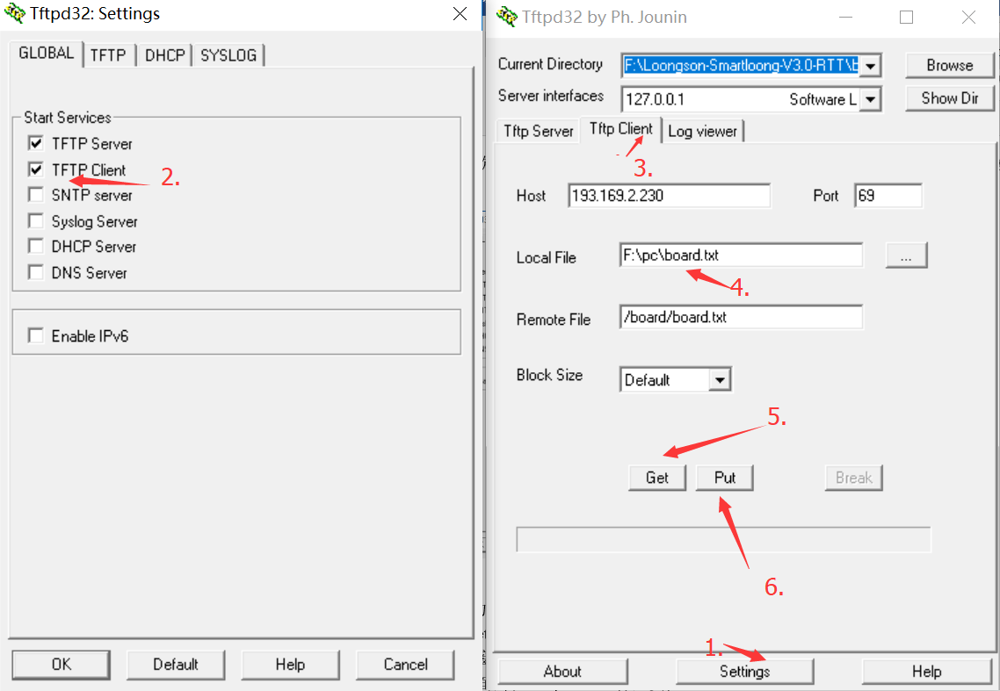 Tftpd32: Settings
GLOBAL TFTP DHCP SYSLOG
Start Services
TFTP Server
TFTP Client
2.
SNTP server
Syslog Server
DHCP Server
DNS Server
Enable IPv6
OK Default Help Cancel
Tftpd32 by Ph. Jounin
Current Directory F:\Loongson-Smartloong-V3.0-RTT\ Browse
Server interfaces 127.0.0.1 Software L Show Dir
Tftp Server Tftp Client Log viewer
3.
Host 193.169.2.230 Port 69
Local File F:\pc\board.txt ...
4.
Remote File /board/board.txt
Block Size Default
5.
Get Put Break
6.
1.
About Settings Help